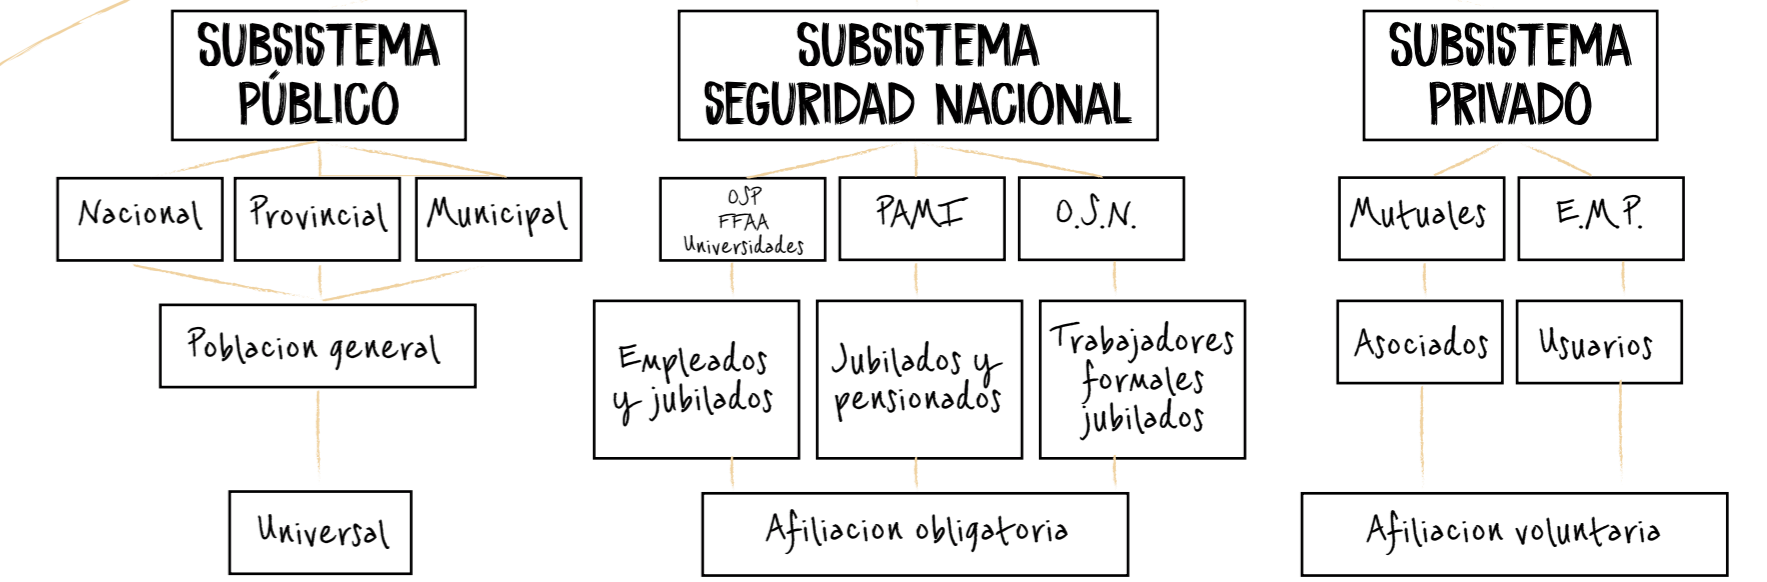 SUBSISTEMA
PÚBLICO
SUBSISTEMA
SEGURIDAD NACIONAL
SUBSISTEMA
PRIVADO
Nacional
Provincial
Municipal
OSP
FFAA
Universidades
PAMI
O.S.N.
Mutuales
E.M.P.
Poblacion general
Empleados
y jubilados
Jubilados y
pensionados
Trabajadores
formales
jubilados
Asociados
Usuarios
Universal
Afiliacion obligatoria
Afiliacion voluntaria